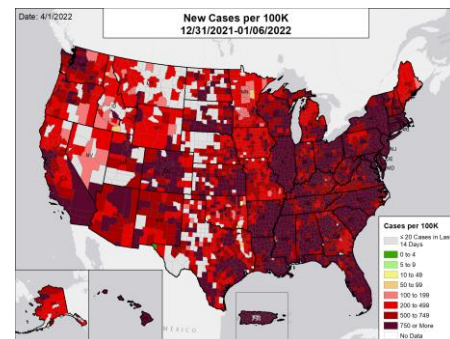 Date: 4/1/2022
New Cases per 100K
12/31/2021-01/06/2022
MEXICO
Cases per 100K
≤ 20 Cases in Last
14 Days
0 to 4
5 to 9
10 to 49
50 to 99
100 to 199
200 to 499
500 to 749
750 or More
No Data